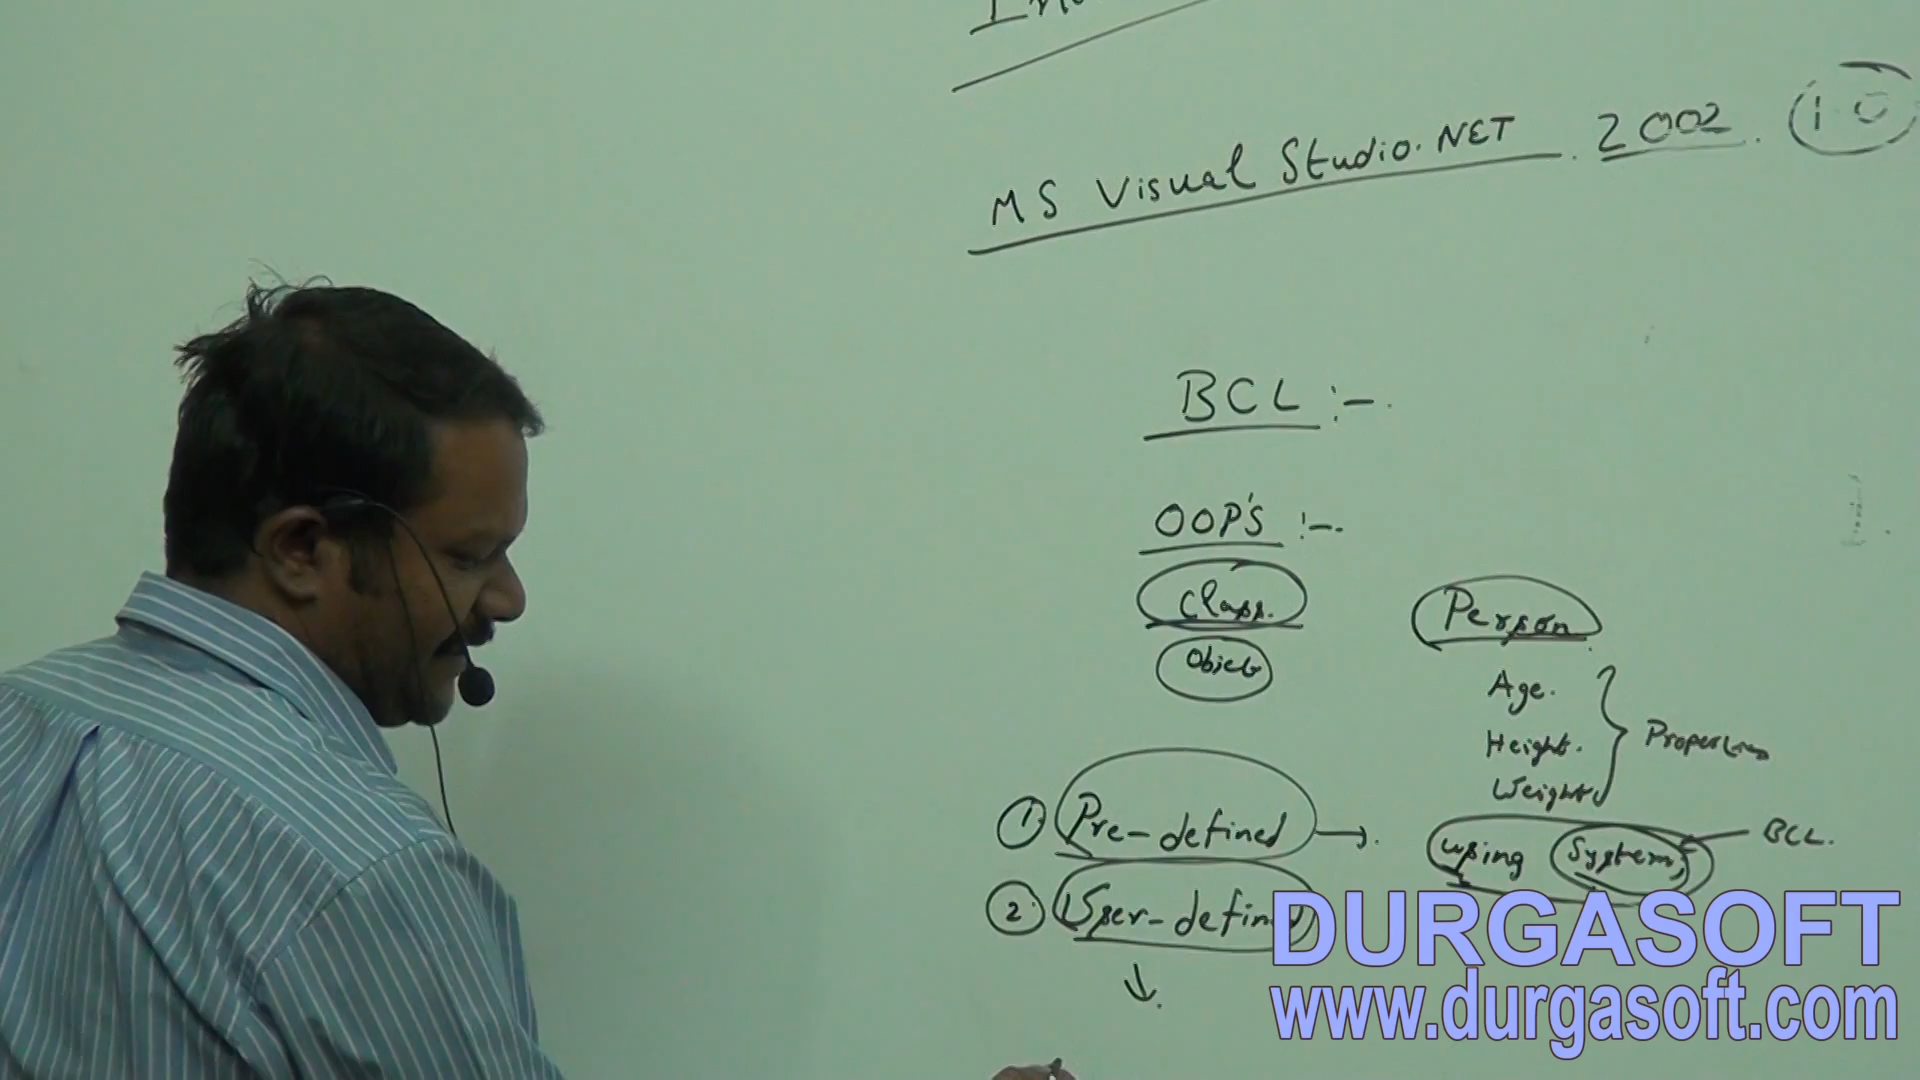 MS Visual Studio.NET. 2002. 1.0
BCL :-.
OOP'S :-.
Class.
Object
Person
Age.
Height.
Weight
Properties
1. Pre-defined
using System;
BCL.
2. User-defined
DURGASOFT
www.durgasoft.com